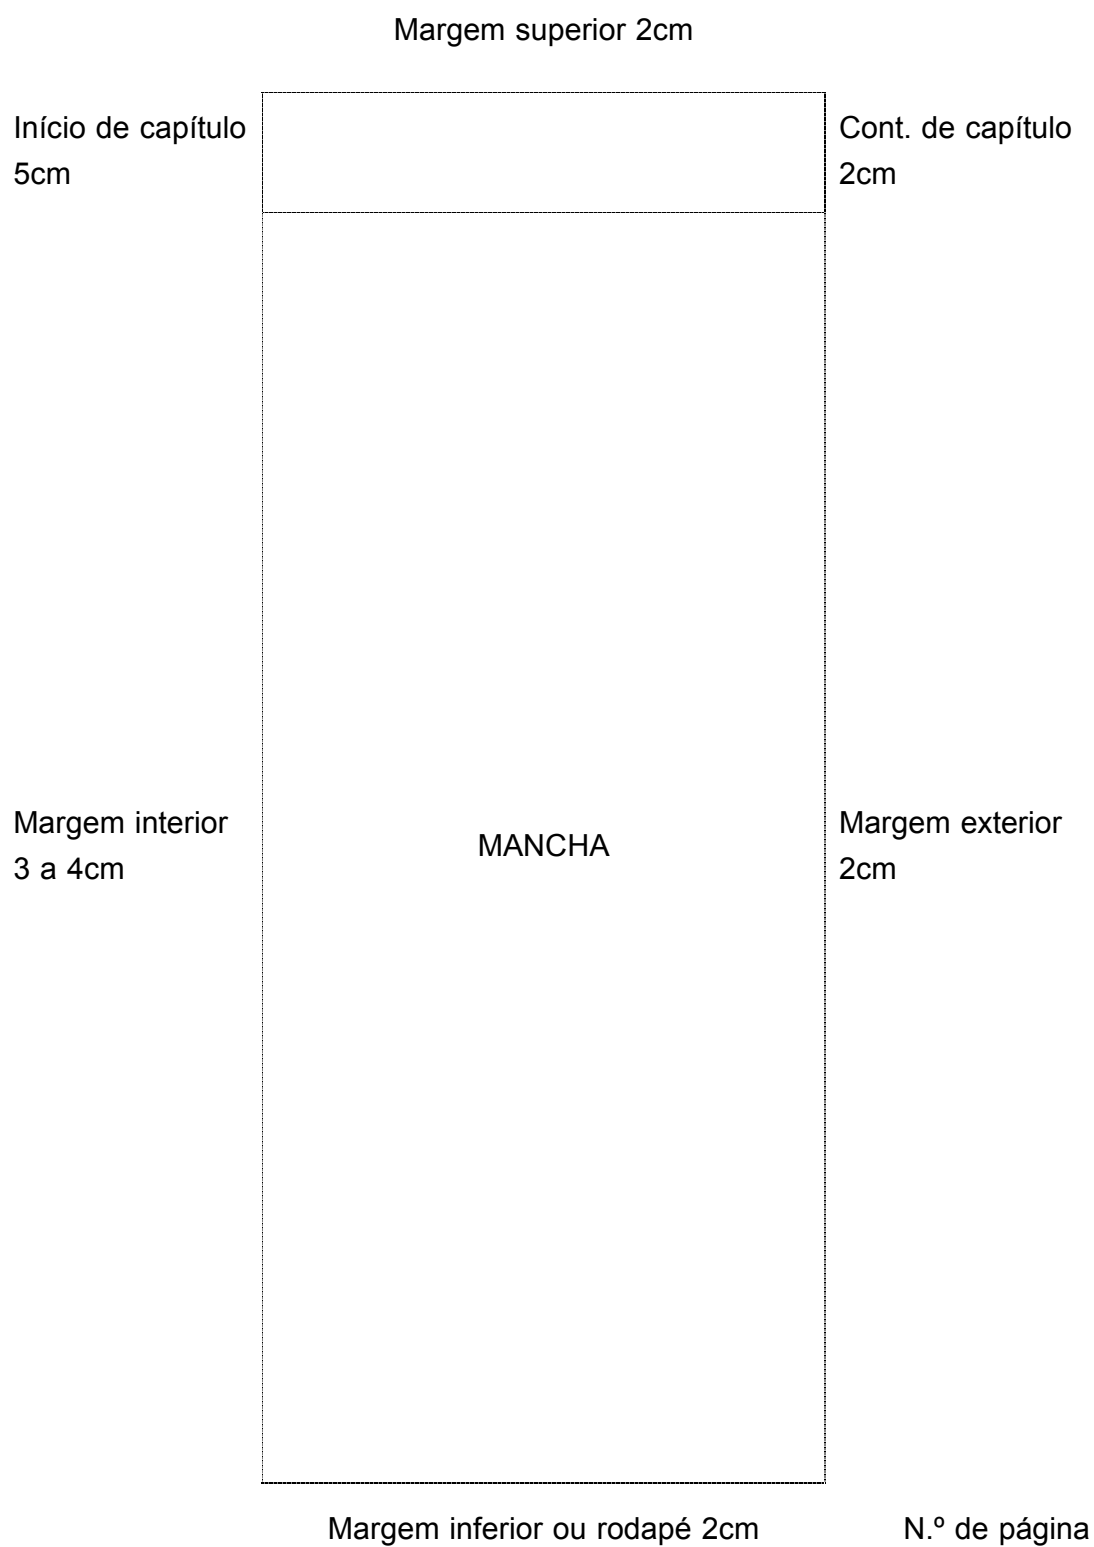 Margem superior 2cm
Início de capítulo
5cm
Cont. de capítulo
2cm
Margem interior
3 a 4cm
MANCHA
Margem exterior
2cm
Margem inferior ou rodapé 2cm
N.º de página